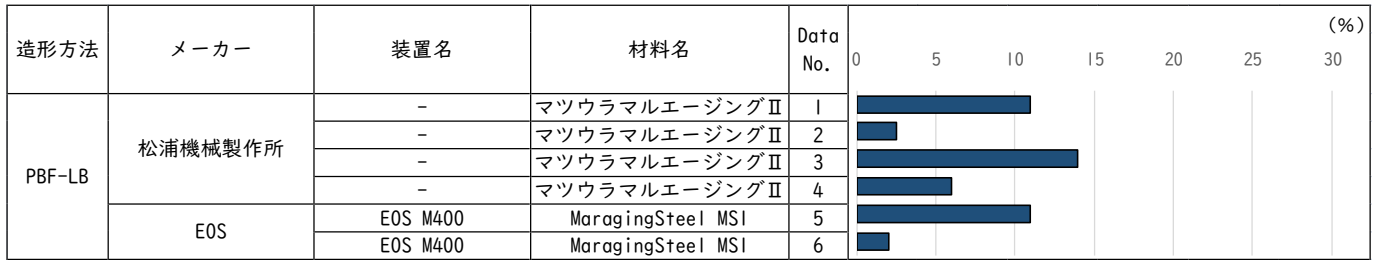 造形方法 メーカー 装置名 材料名 Data No. (%)
0 5 10 15 20 25 30
PBF-LB 松浦機械製作所 - マツウラマルエージングⅡ 1
- マツウラマルエージングⅡ 2
- マツウラマルエージングⅡ 3
- マツウラマルエージングⅡ 4
EOS EOS M400 MaragingSteel MS1 5
EOS M400 MaragingSteel MS1 6